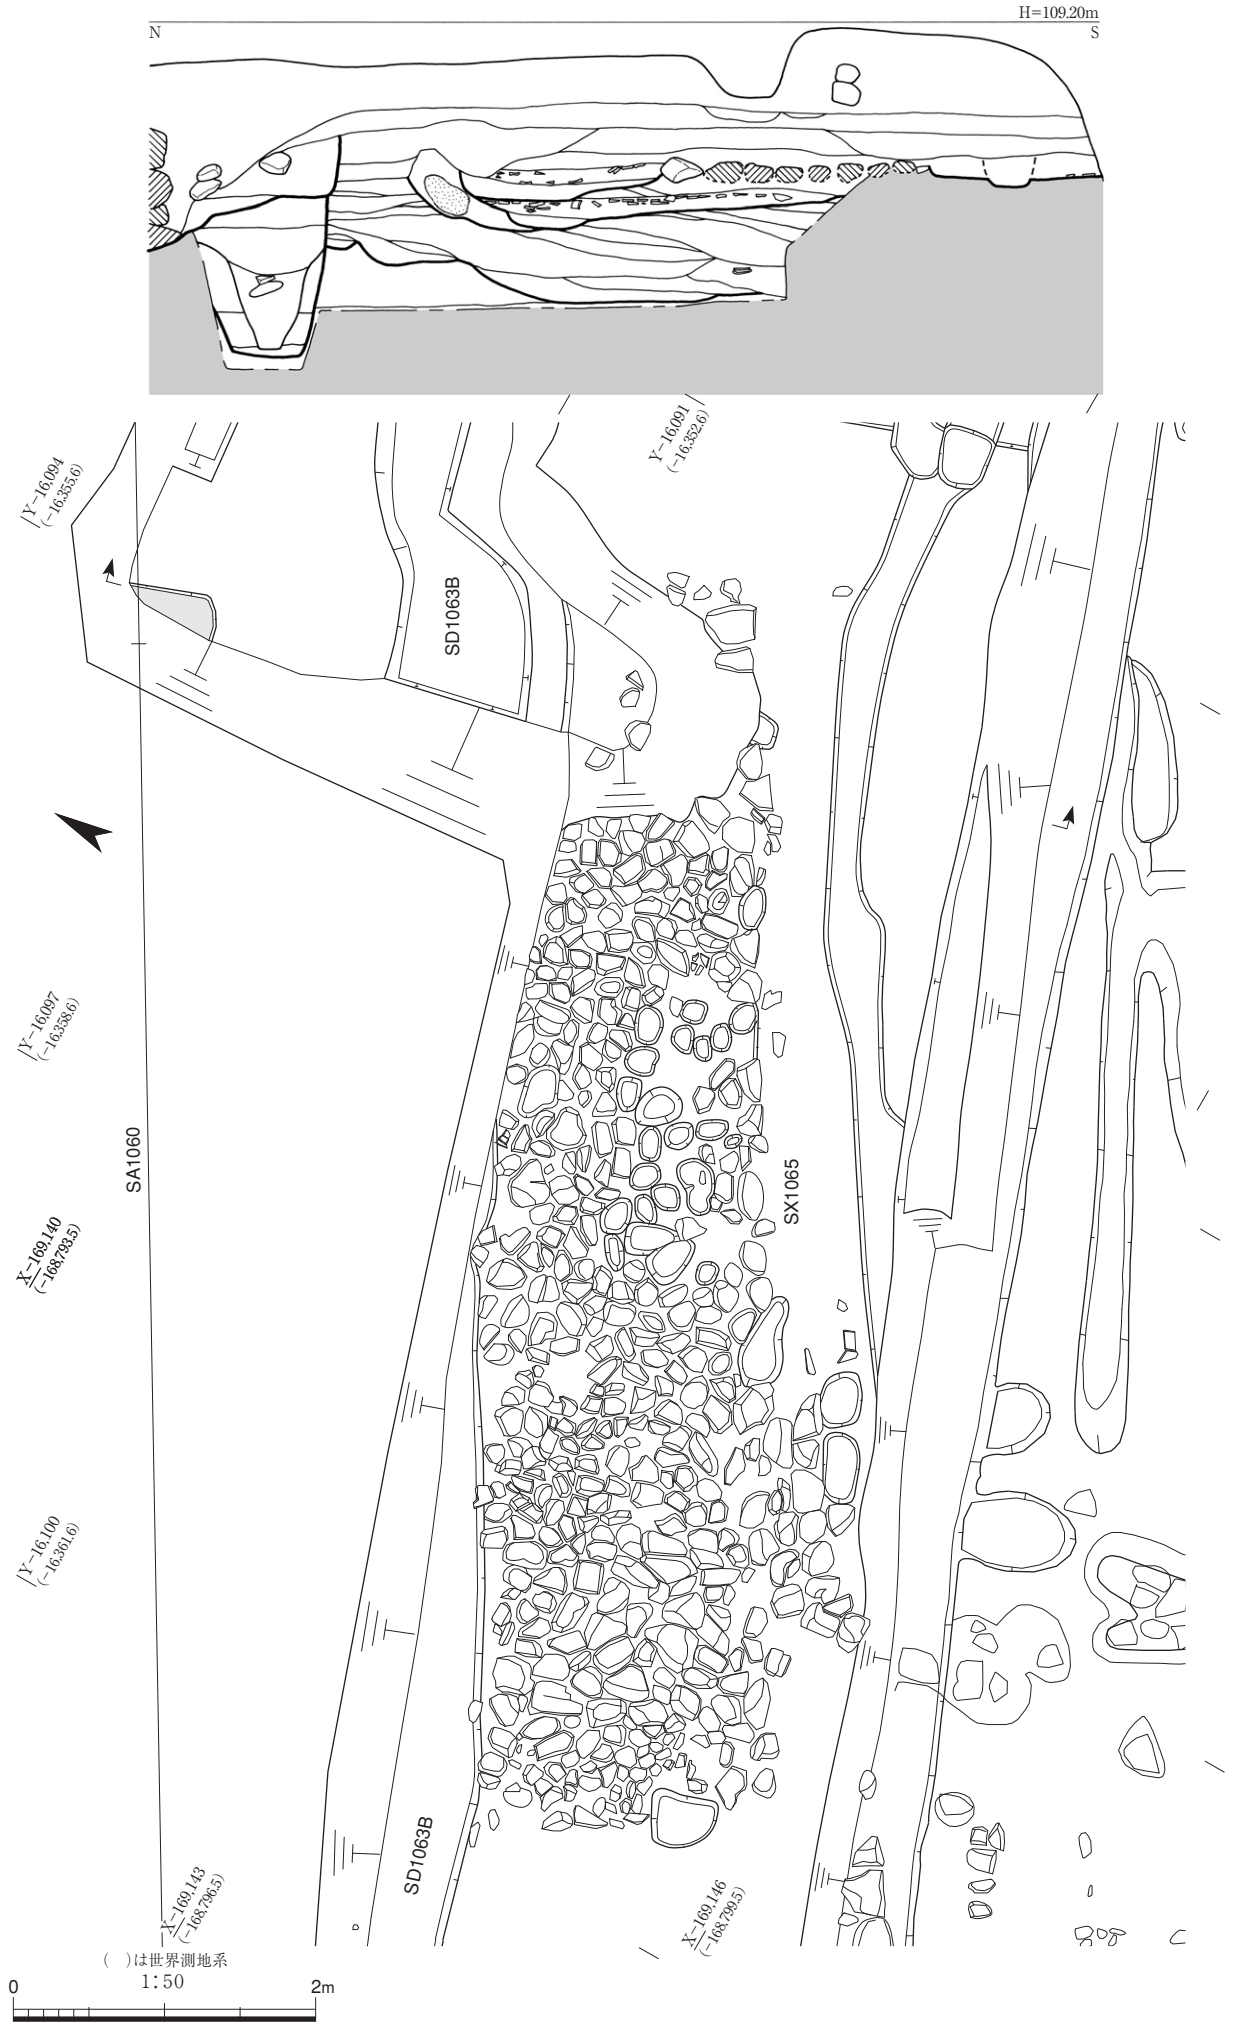 H=109.20m
N
S
Y-16,094
(-16,355.6)
Y-16,091
(-16,352.6)
SD1063B
Y-16,097
(-16,358.6)
SA1060
SX1065
X-169,140
(-168,793.5)
Y-16,100
(-16,361.6)
SD1063B
X-169,143
(-168,796.5)
X-169,146
(-168,799.5)
(　)は世界測地系
1:50
0
2m